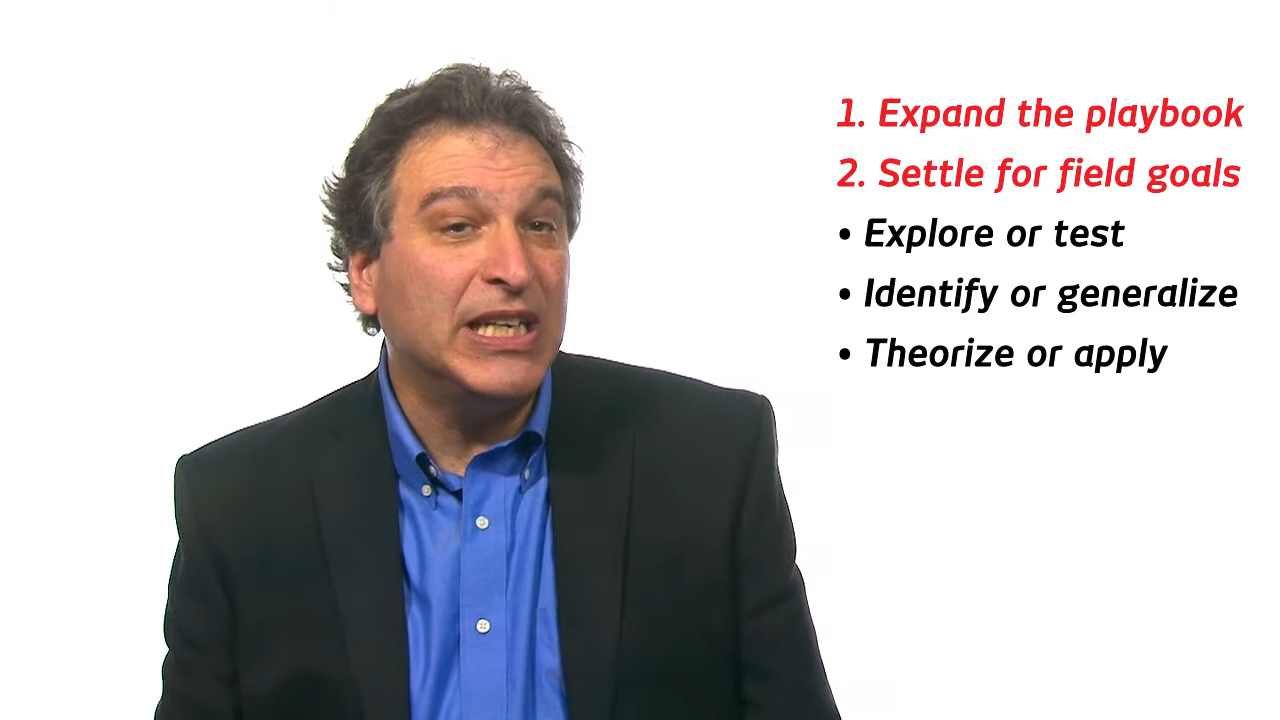 1. Expand the playbook
2. Settle for field goals
• Explore or test
• Identify or generalize
• Theorize or apply